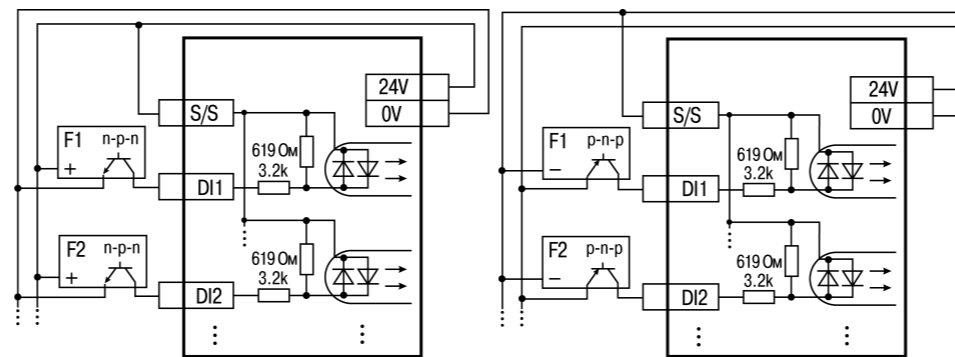 24V
0V
S/S
F1 n-p-n
+
619 Ом
3.2k
DI1
F2 n-p-n
+
619 Ом
3.2k
DI2
24V
0V
S/S
F1 p-n-p
−
619 Ом
3.2k
DI1
F2 p-n-p
−
619 Ом
3.2k
DI2